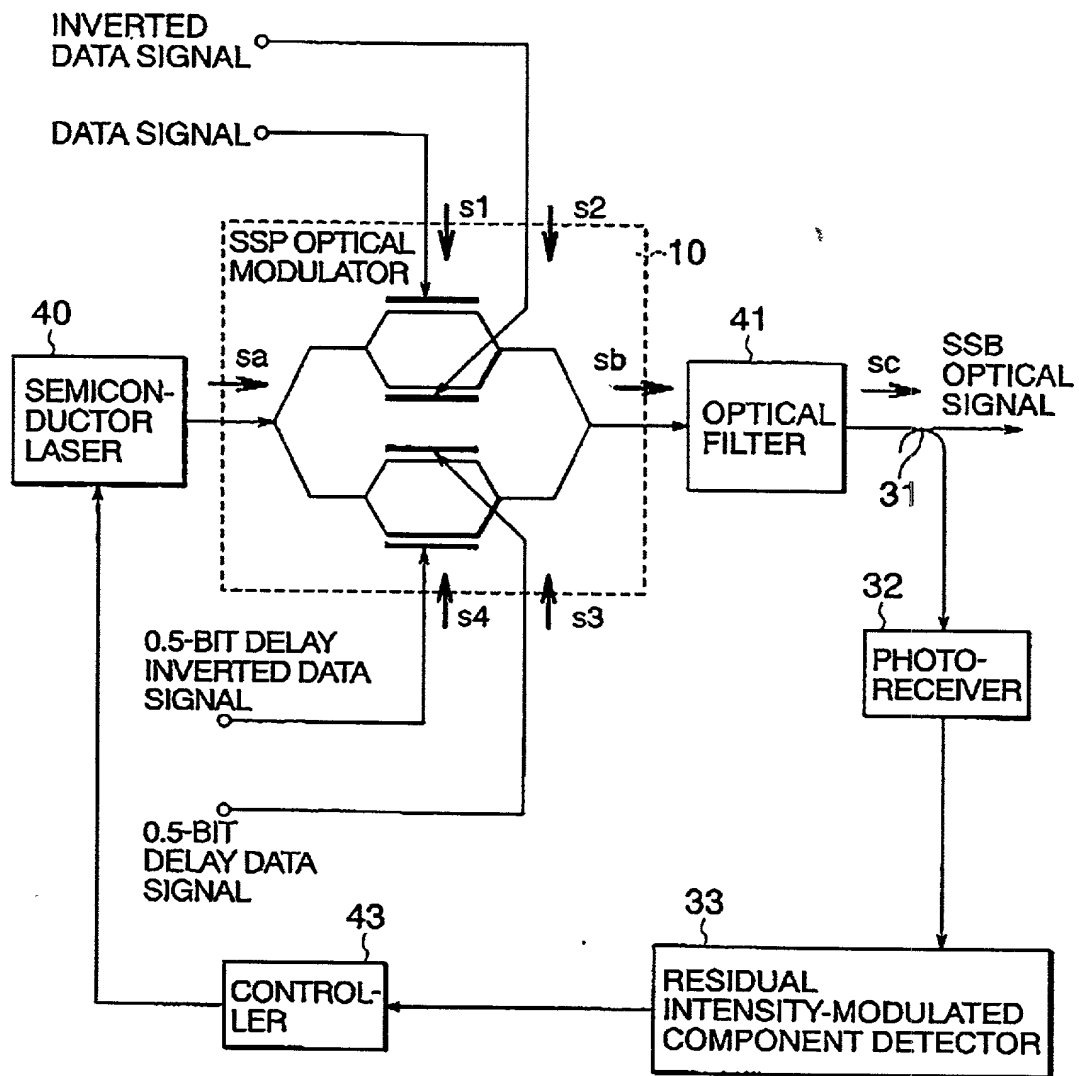 INVERTED
DATA SIGNAL
DATA SIGNAL
s1
s2
SSP OPTICAL
MODULATOR
10
40
sa
SEMICON-
DUCTOR
LASER
sb
41
OPTICAL
FILTER
sc
SSB
OPTICAL
SIGNAL
31
s4
s3
0.5-BIT DELAY
INVERTED DATA
SIGNAL
32
PHOTO-
RECEIVER
0.5-BIT
DELAY DATA
SIGNAL
43
CONTROL-
LER
33
RESIDUAL
INTENSITY-MODULATED
COMPONENT DETECTOR